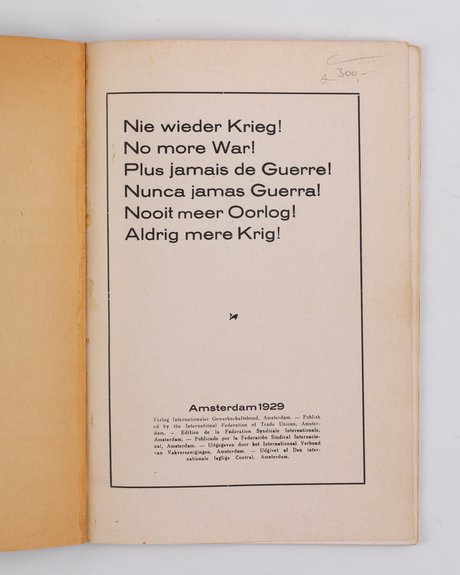 300,-
Nie wieder Krieg!
No more War!
Plus jamais de Guerre!
Nunca jamas Guerra!
Nooit meer Oorlog!
Aldrig mere Krig!
Amsterdam 1929
Verlag Internationaler Gewerkschaftsbund, Amsterdam. — Publish
ed by the International Federation of Trade Unions, Amster-
dam. — Edition de la Fédération Syndicale Internationale,
Amsterdam. — Publicado por la Federación Sindical Internacio-
nal, Amsterdam. — Uitgegeven door het Internationaal Verbond
van Vakvereenigingen, Amsterdam. — Udgivet af Den inter-
nationale faglige Central, Amsterdam.